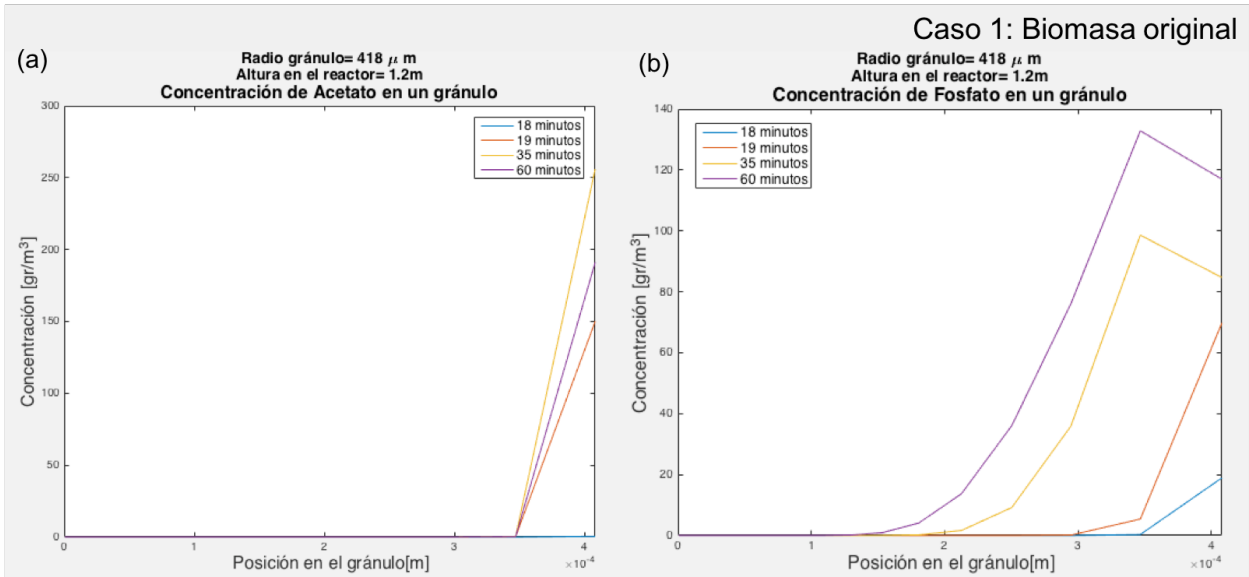 Caso 1: Biomasa original
(a)
Radio gránulo= 418 μ m
Altura en el reactor= 1.2m
Concentración de Acetato en un gránulo
300
250
200
150
100
50
0
Concentración [gr/m³]
18 minutos
19 minutos
35 minutos
60 minutos
0 1 2 3 4
Posición en el gránulo[m]
×10⁻⁴
(b)
Radio gránulo= 418 μ m
Altura en el reactor= 1.2m
Concentración de Fosfato en un gránulo
140
120
100
80
60
40
20
0
Concentración [gr/m³]
18 minutos
19 minutos
35 minutos
60 minutos
0 1 2 3 4
Posición en el gránulo[m]
×10⁻⁴